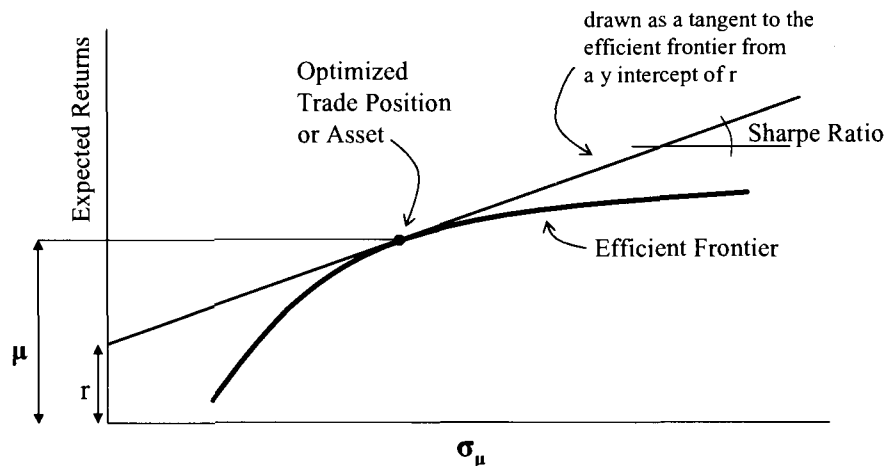 drawn as a tangent to the
efficient frontier from
a y intercept of r
Optimized
Trade Position
or Asset
Expected Returns
Sharpe Ratio
Efficient Frontier
μ
r
σμ